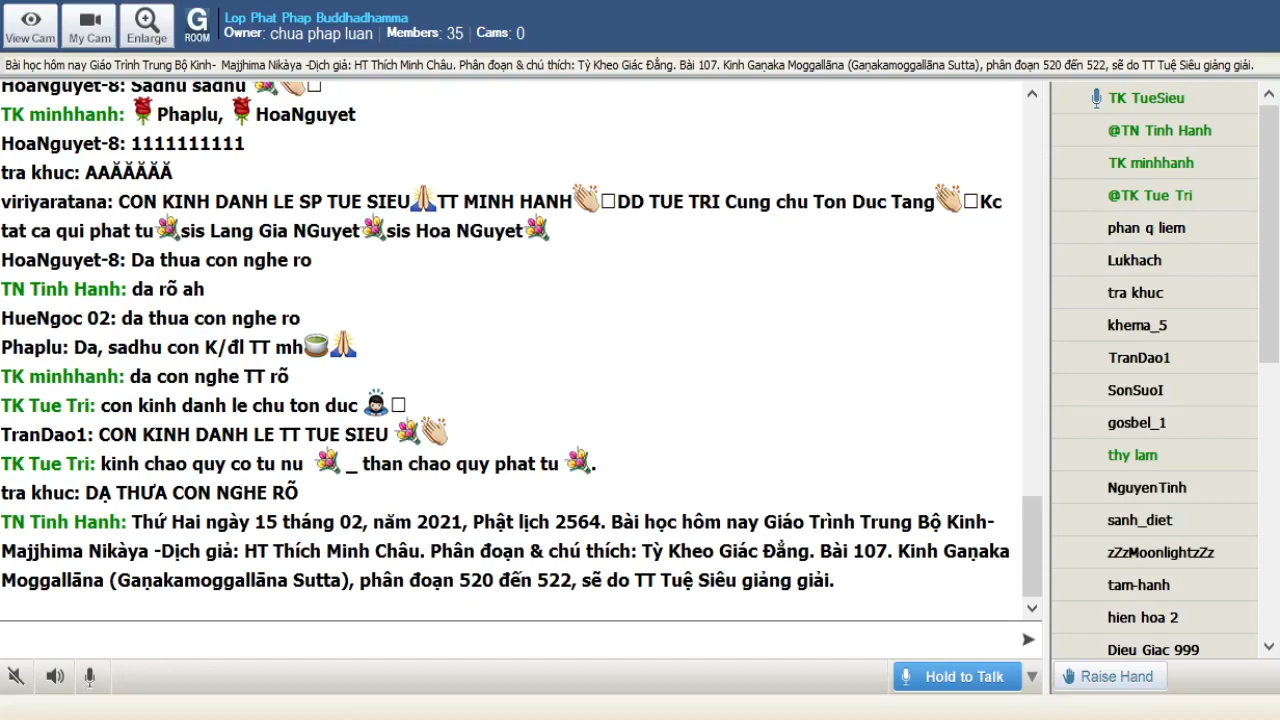 View Cam
My Cam
Enlarge
G ROOM
Lop Phat Phap Buddhadhamma
Owner: chua phap luan | Members: 35 | Cams: 0
Bài học hôm nay Giáo Trình Trung Bộ Kinh- Majjhima Nikàya -Dịch giả: HT Thích Minh Châu. Phân đoạn & chú thích: Tỳ Kheo Giác Đẳng. Bài 107. Kinh Gaṇaka Moggallāna (Gaṇakamoggallāna Sutta), phân đoạn 520 đến 522, sẽ do TT Tuệ Siêu giảng giải.
HoaNguyet-8: Sadhu sadhu
TK minhhanh: Phaplu, HoaNguyet
HoaNguyet-8: 1111111111
tra khuc: AAĂĂĂĂĂ
viriyaratana: CON KINH DANH LE SP TUE SIEU TT MINH HANH DD TUE TRI Cung chu Ton Duc Tang Kc
tat ca qui phat tu sis Lang Gia NGuyet sis Hoa NGuyet
HoaNguyet-8: Da thua con nghe ro
TN Tinh Hanh: da rõ ah
HueNgoc 02: da thua con nghe ro
Phaplu: Da, sadhu con K/đl TT mh
TK minhhanh: da con nghe TT rõ
TK Tue Tri: con kinh danh le chu ton duc
TranDao1: CON KINH DANH LE TT TUE SIEU
TK Tue Tri: kinh chao quy co tu nu _ than chao quy phat tu .
tra khuc: DẠ THƯA CON NGHE RÕ
TN Tinh Hanh: Thứ Hai ngày 15 tháng 02, năm 2021, Phật lịch 2564. Bài học hôm nay Giáo Trình Trung Bộ Kinh-
Majjhima Nikàya -Dịch giả: HT Thích Minh Châu. Phân đoạn & chú thích: Tỳ Kheo Giác Đẳng. Bài 107. Kinh Gaṇaka
Moggallāna (Gaṇakamoggallāna Sutta), phân đoạn 520 đến 522, sẽ do TT Tuệ Siêu giảng giải.
Hold to Talk
TK TueSieu
@TN Tinh Hanh
TK minhhanh
@TK Tue Tri
phan q liem
Lukhach
tra khuc
khema_5
TranDao1
SonSuoI
gosbel_1
thy lam
NguyenTinh
sanh_diet
zZzMoonlightzZz
tam-hanh
hien hoa 2
Dieu Giac 999
Raise Hand